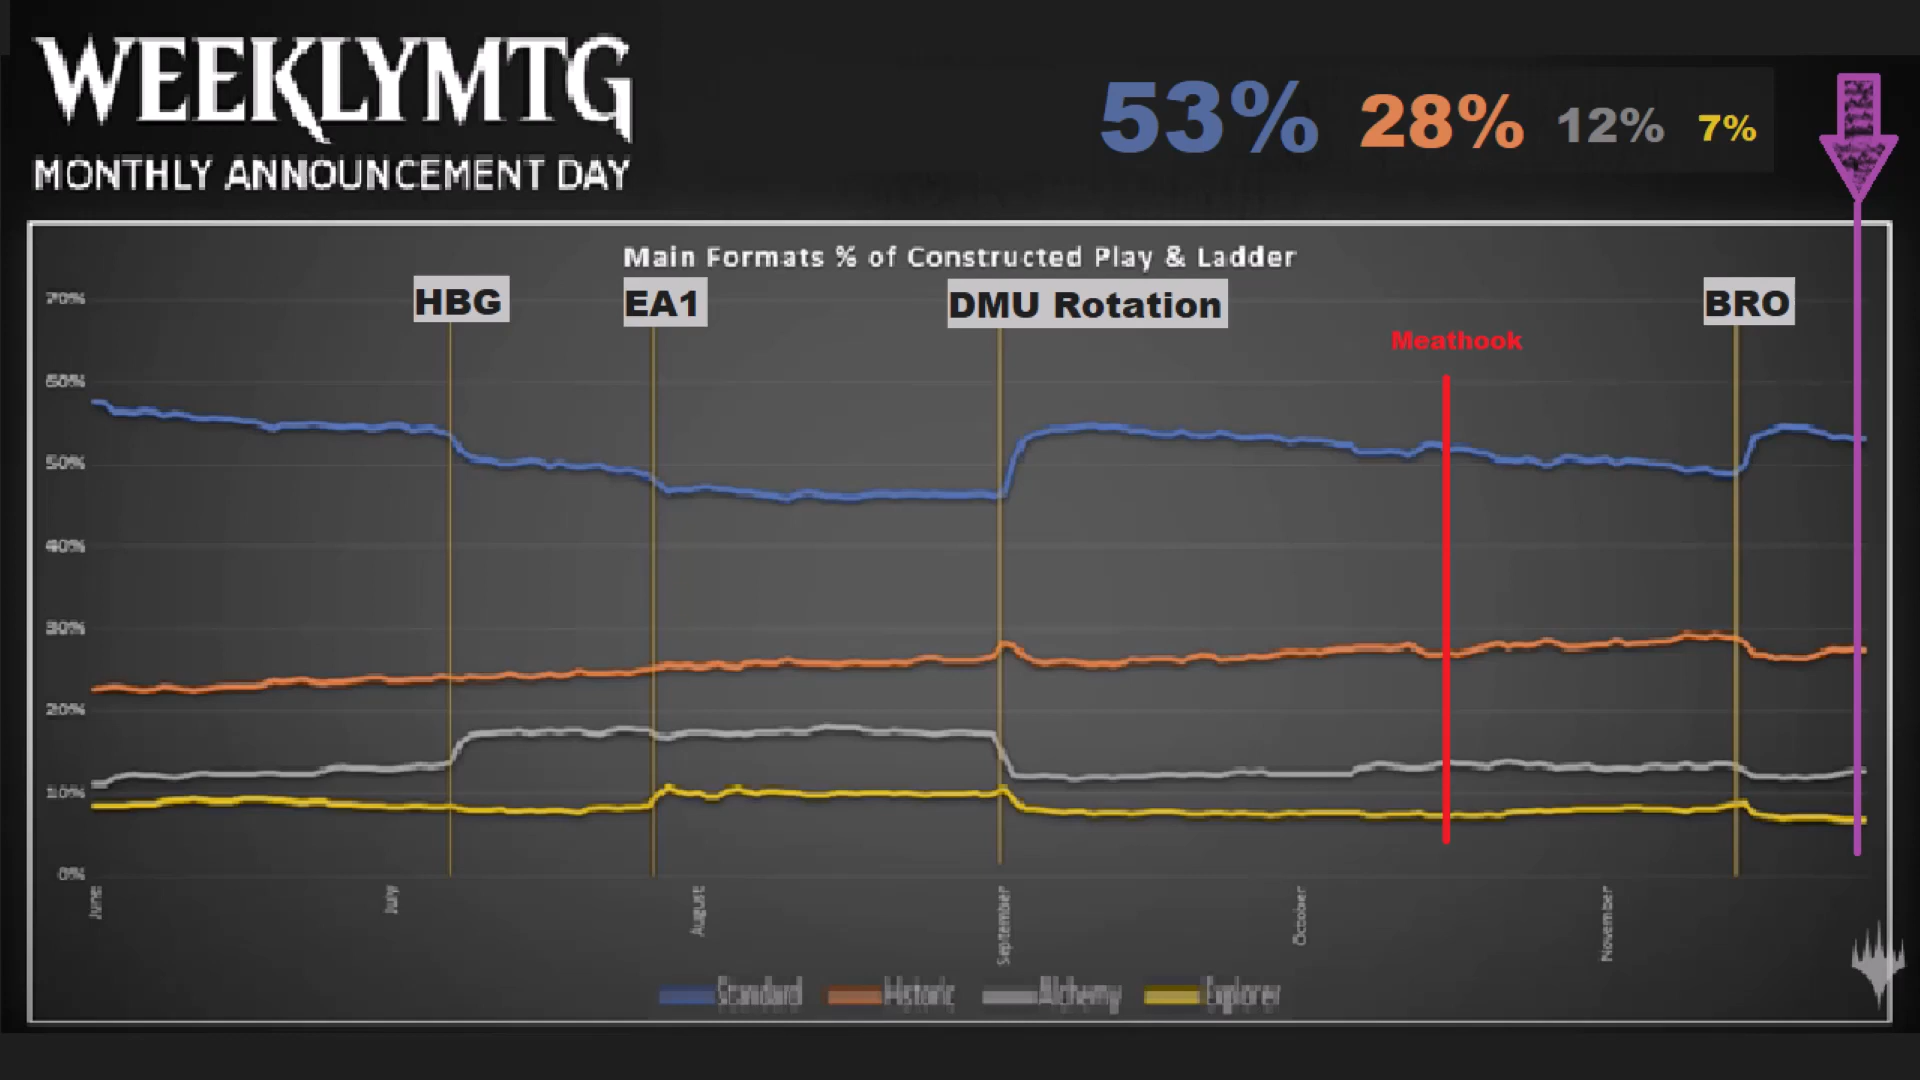 WEEKLYMTG
MONTHLY ANNOUNCEMENT DAY
53% 28% 12% 7%
Main Formats % of Constructed Play & Ladder
HBG EA1 DMU Rotation BRO
Meathook
70%
60%
50%
40%
30%
20%
10%
0%
June July August September October November
Standard Historic Alchemy Explorer